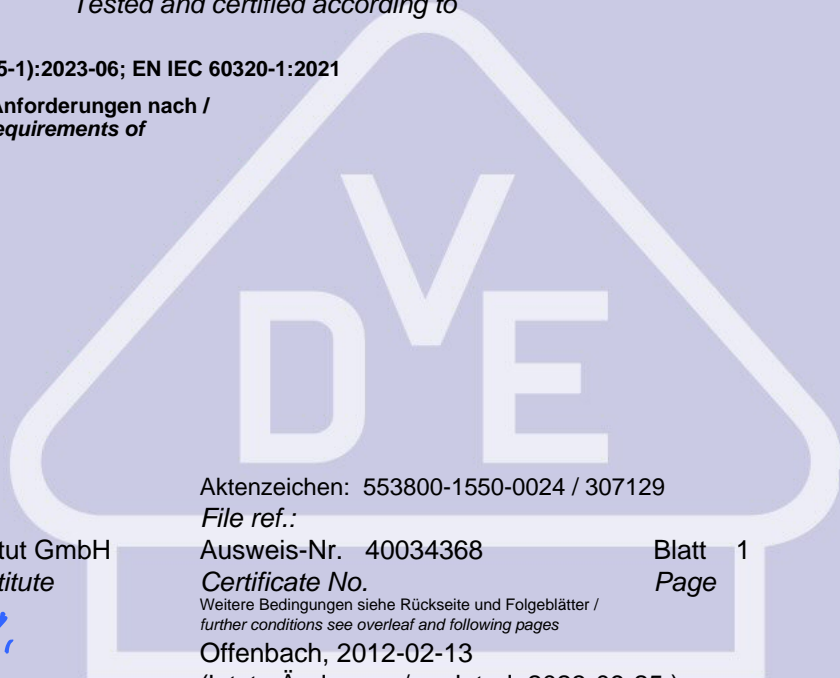 Tested and certified according to
5-1):2023-06; EN IEC 60320-1:2021
Anforderungen nach /
equirements of
V
D E
Aktenzeichen: 553800-1550-0024 / 307129
File ref.:
tut GmbH Ausweis-Nr. 40034368 Blatt 1
titute Certificate No. Page
Weitere Bedingungen siehe Rückseite und Folgeblätter /
further conditions see overleaf and following pages
Offenbach, 2012-02-13